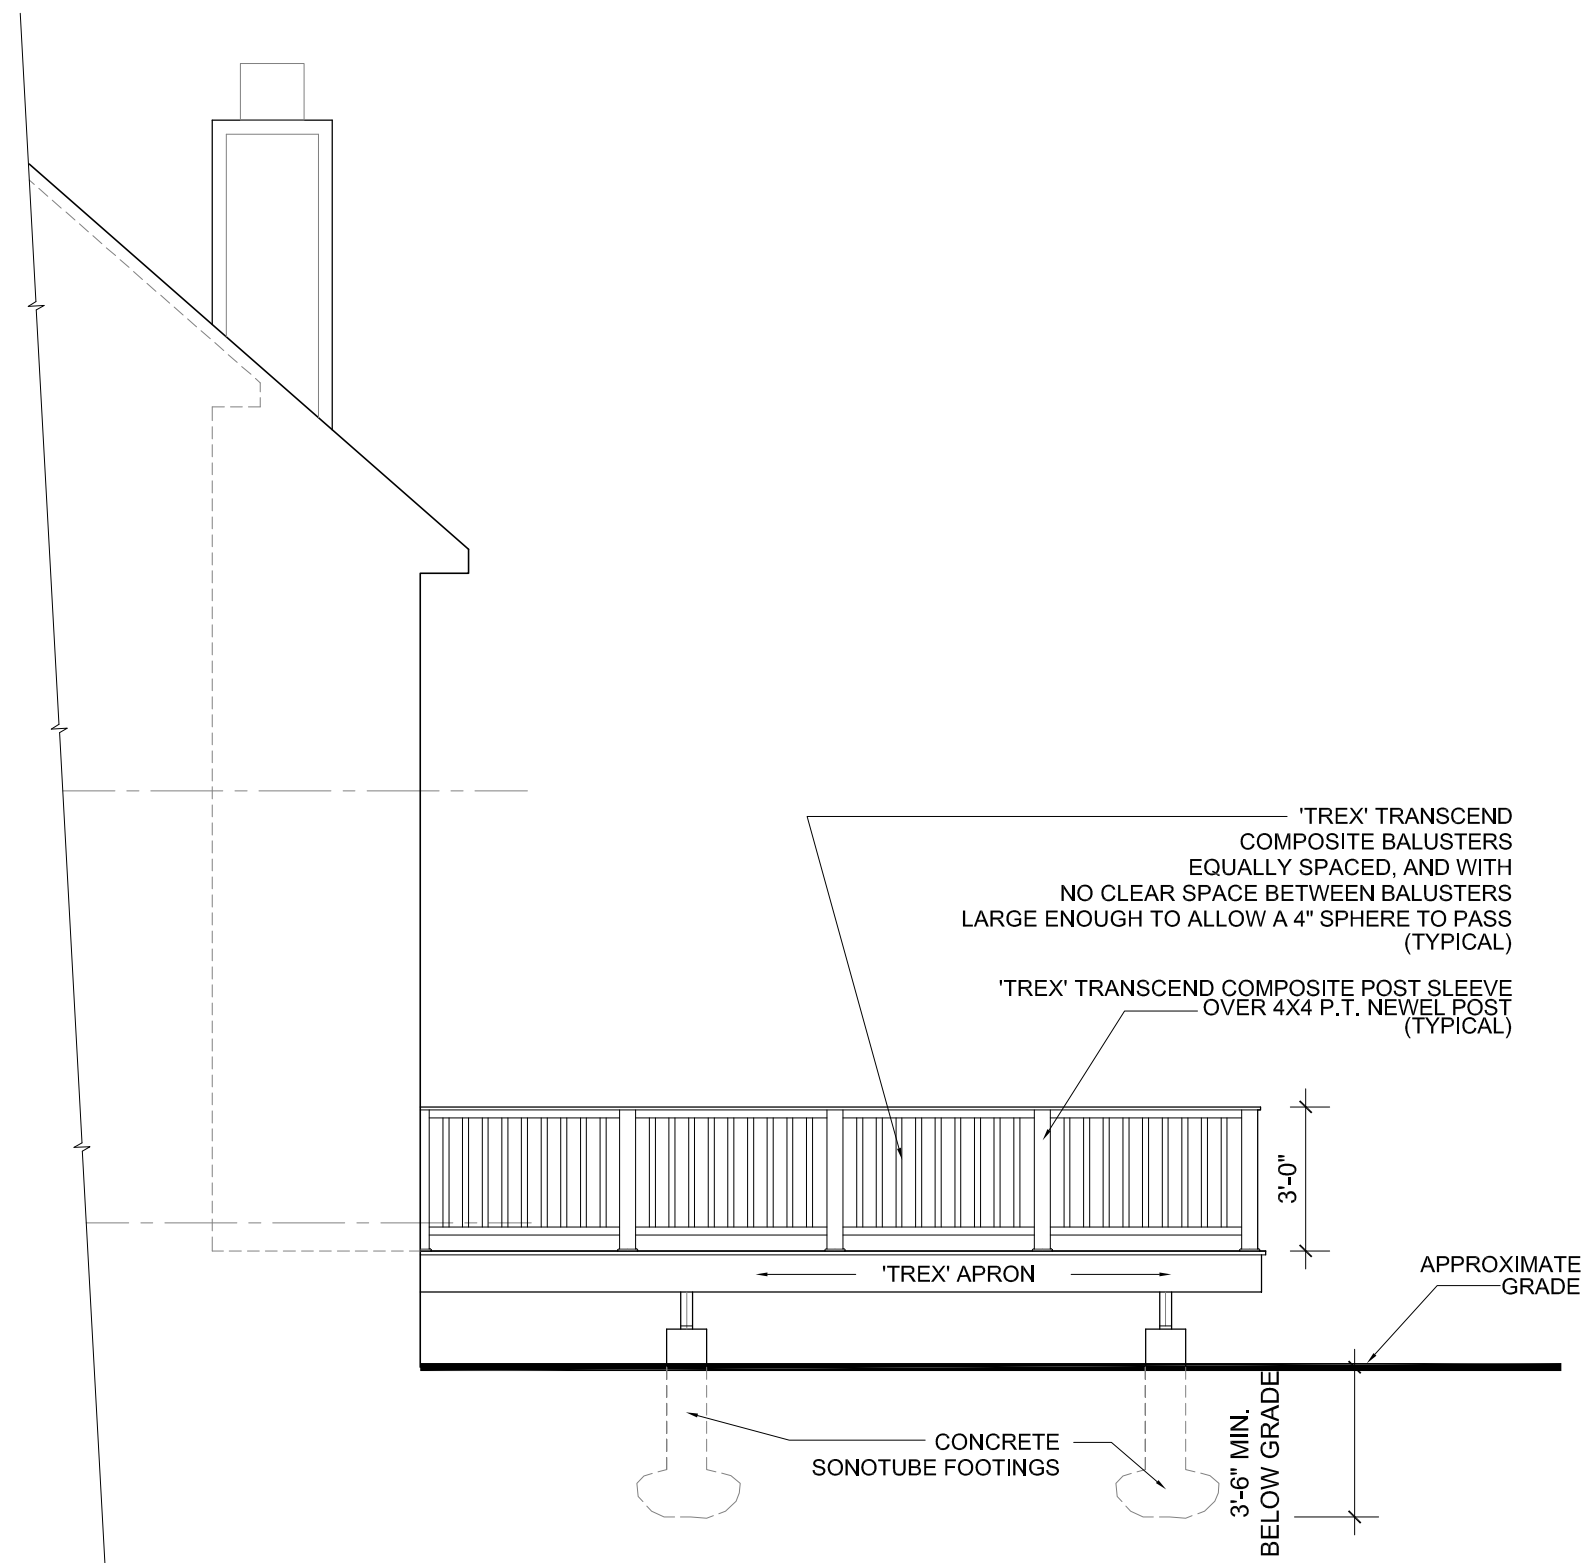 'TREX' TRANSCEND
COMPOSITE BALUSTERS
EQUALLY SPACED, AND WITH
NO CLEAR SPACE BETWEEN BALUSTERS
LARGE ENOUGH TO ALLOW A 4" SPHERE TO PASS
(TYPICAL)
'TREX' TRANSCEND COMPOSITE POST SLEEVE
OVER 4X4 P.T. NEWEL POST
(TYPICAL)
3'-0"
'TREX' APRON
APPROXIMATE
GRADE
CONCRETE
SONOTUBE FOOTINGS
3'-6" MIN.
BELOW GRADE